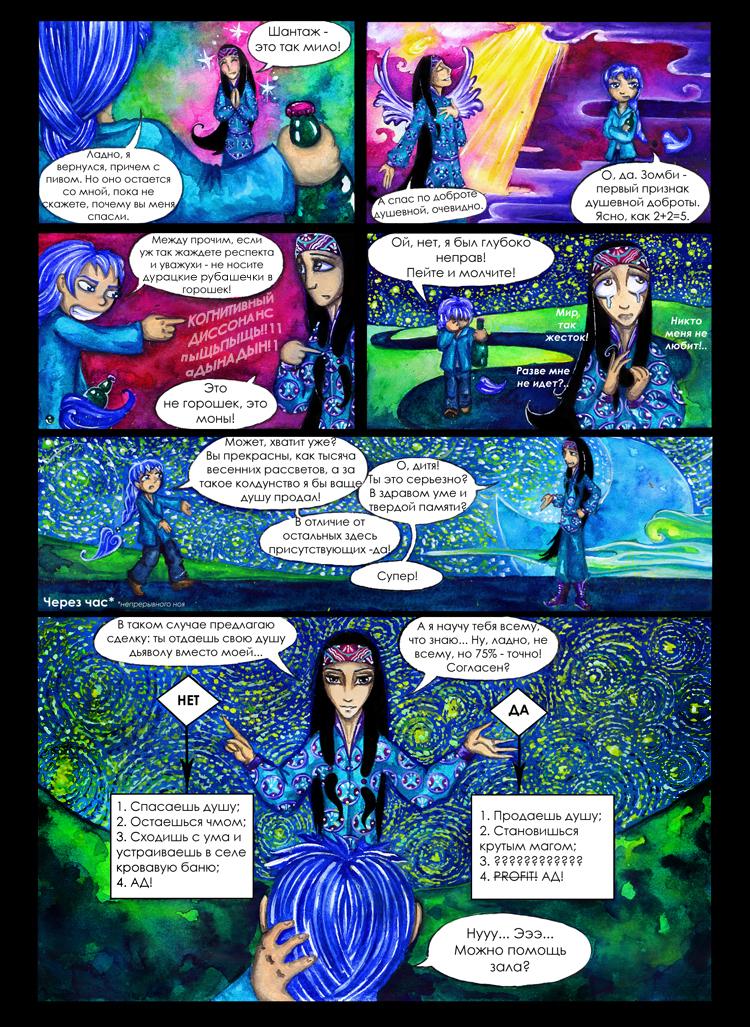 Шантаж -
это так мило!
Ладно, я
вернулся, причем с
пивом. Но оно остается
со мной, пока не
скажете, почему вы меня
спасли.
А спас по доброте
душевной, очевидно.
О, да. Зомби -
первый признак
душевной доброты.
Ясно, как 2+2=5.
Между прочим, если
уж так жаждете респекта
и уважухи - не носите
дурацкие рубашечки в
горошек!
КОГНИТИВНЫЙ
ДИССОНАНС
пЫЩЬПЫЩЬ!!11
аДЫНАДЫН!1
Это
не горошек, это
моны!
Ой, нет, я был глубоко
неправ!
Пейте и молчите!
Мир,
так
жесток!
Никто
меня не
любит!..
Разве мне
не идет?..
Может, хватит уже?
Вы прекрасны, как тысяча
весенних рассветов, а за
такое колдунство я бы ваще
душу продал!
О, дитя!
Ты это серьезно?
В здравом уме и
твердой памяти?
В отличие от
остальных здесь
присутствующих -да!
Супер!
Через час* *непрерывного ноя
В таком случае предлагаю
сделку: ты отдаешь свою душу
дьяволу вместо моей...
А я научу тебя всему,
что знаю... Ну, ладно, не
всему, но 75% - точно!
Согласен?
НЕТ
ДА
1. Спасаешь душу;
2. Остаешься чмом;
3. Сходишь с ума и
устраиваешь в селе
кровавую баню;
4. АД!
1. Продаешь душу;
2. Становишься
крутым магом;
3. ????????????
4. PROFIT! АД!
Нууу... Эээ...
Можно помощь
зала?